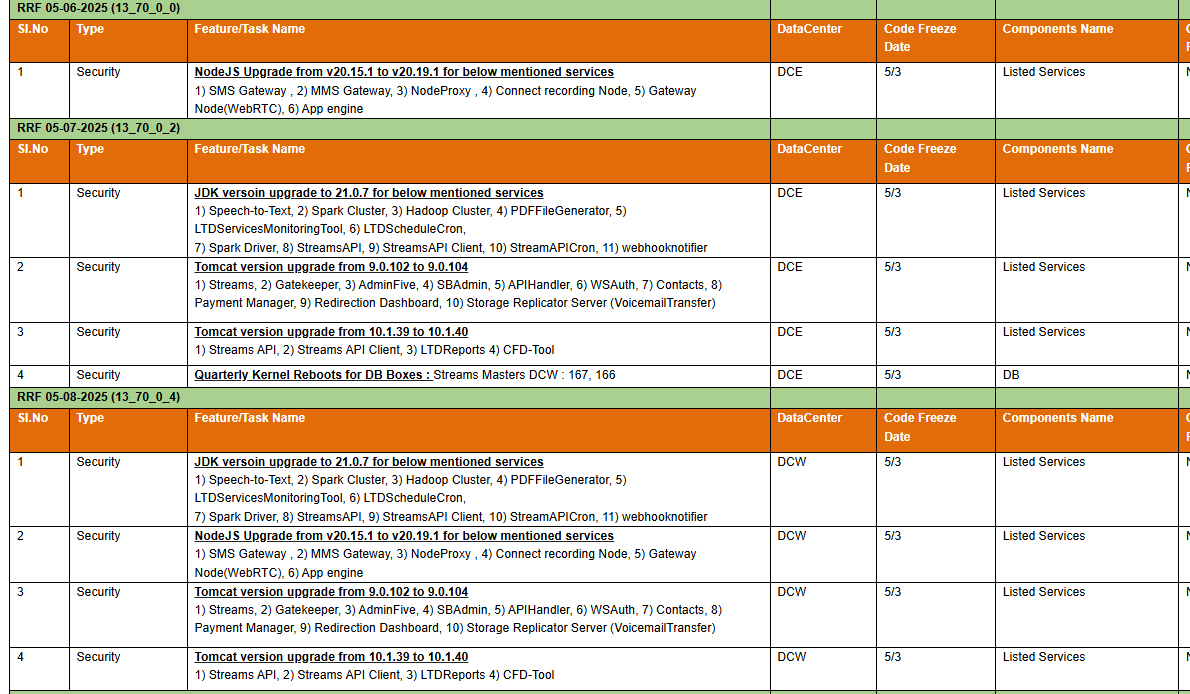 RRF 05-06-2025 (13_70_0_0)
Sl.No Type Feature/Task Name DataCenter Code Freeze Date Components Name
1 Security NodeJS Upgrade from v20.15.1 to v20.19.1 for below mentioned services DCE 5/3 Listed Services
1) SMS Gateway , 2) MMS Gateway, 3) NodeProxy , 4) Connect recording Node, 5) Gateway
Node(WebRTC), 6) App engine
RRF 05-07-2025 (13_70_0_2)
Sl.No Type Feature/Task Name DataCenter Code Freeze Date Components Name
1 Security JDK versoin upgrade to 21.0.7 for below mentioned services DCE 5/3 Listed Services
1) Speech-to-Text, 2) Spark Cluster, 3) Hadoop Cluster, 4) PDFFileGenerator, 5)
LTDServicesMonitoringTool, 6) LTDScheduleCron,
7) Spark Driver, 8) StreamsAPI, 9) StreamsAPI Client, 10) StreamAPICron, 11) webhooknotifier
2 Security Tomcat version upgrade from 9.0.102 to 9.0.104 DCE 5/3 Listed Services
1) Streams, 2) Gatekeeper, 3) AdminFive, 4) SBAdmin, 5) APIHandler, 6) WSAuth, 7) Contacts, 8)
Payment Manager, 9) Redirection Dashboard, 10) Storage Replicator Server (VoicemailTransfer)
3 Security Tomcat version upgrade from 10.1.39 to 10.1.40 DCE 5/3 Listed Services
1) Streams API, 2) Streams API Client, 3) LTDReports 4) CFD-Tool
4 Security Quarterly Kernel Reboots for DB Boxes : Streams Masters DCW : 167, 166 DCE 5/3 DB
RRF 05-08-2025 (13_70_0_4)
Sl.No Type Feature/Task Name DataCenter Code Freeze Date Components Name
1 Security JDK versoin upgrade to 21.0.7 for below mentioned services DCW 5/3 Listed Services
1) Speech-to-Text, 2) Spark Cluster, 3) Hadoop Cluster, 4) PDFFileGenerator, 5)
LTDServicesMonitoringTool, 6) LTDScheduleCron,
7) Spark Driver, 8) StreamsAPI, 9) StreamsAPI Client, 10) StreamAPICron, 11) webhooknotifier
2 Security NodeJS Upgrade from v20.15.1 to v20.19.1 for below mentioned services DCW 5/3 Listed Services
1) SMS Gateway , 2) MMS Gateway, 3) NodeProxy , 4) Connect recording Node, 5) Gateway
Node(WebRTC), 6) App engine
3 Security Tomcat version upgrade from 9.0.102 to 9.0.104 DCW 5/3 Listed Services
1) Streams, 2) Gatekeeper, 3) AdminFive, 4) SBAdmin, 5) APIHandler, 6) WSAuth, 7) Contacts, 8)
Payment Manager, 9) Redirection Dashboard, 10) Storage Replicator Server (VoicemailTransfer)
4 Security Tomcat version upgrade from 10.1.39 to 10.1.40 DCW 5/3 Listed Services
1) Streams API, 2) Streams API Client, 3) LTDReports 4) CFD-Tool